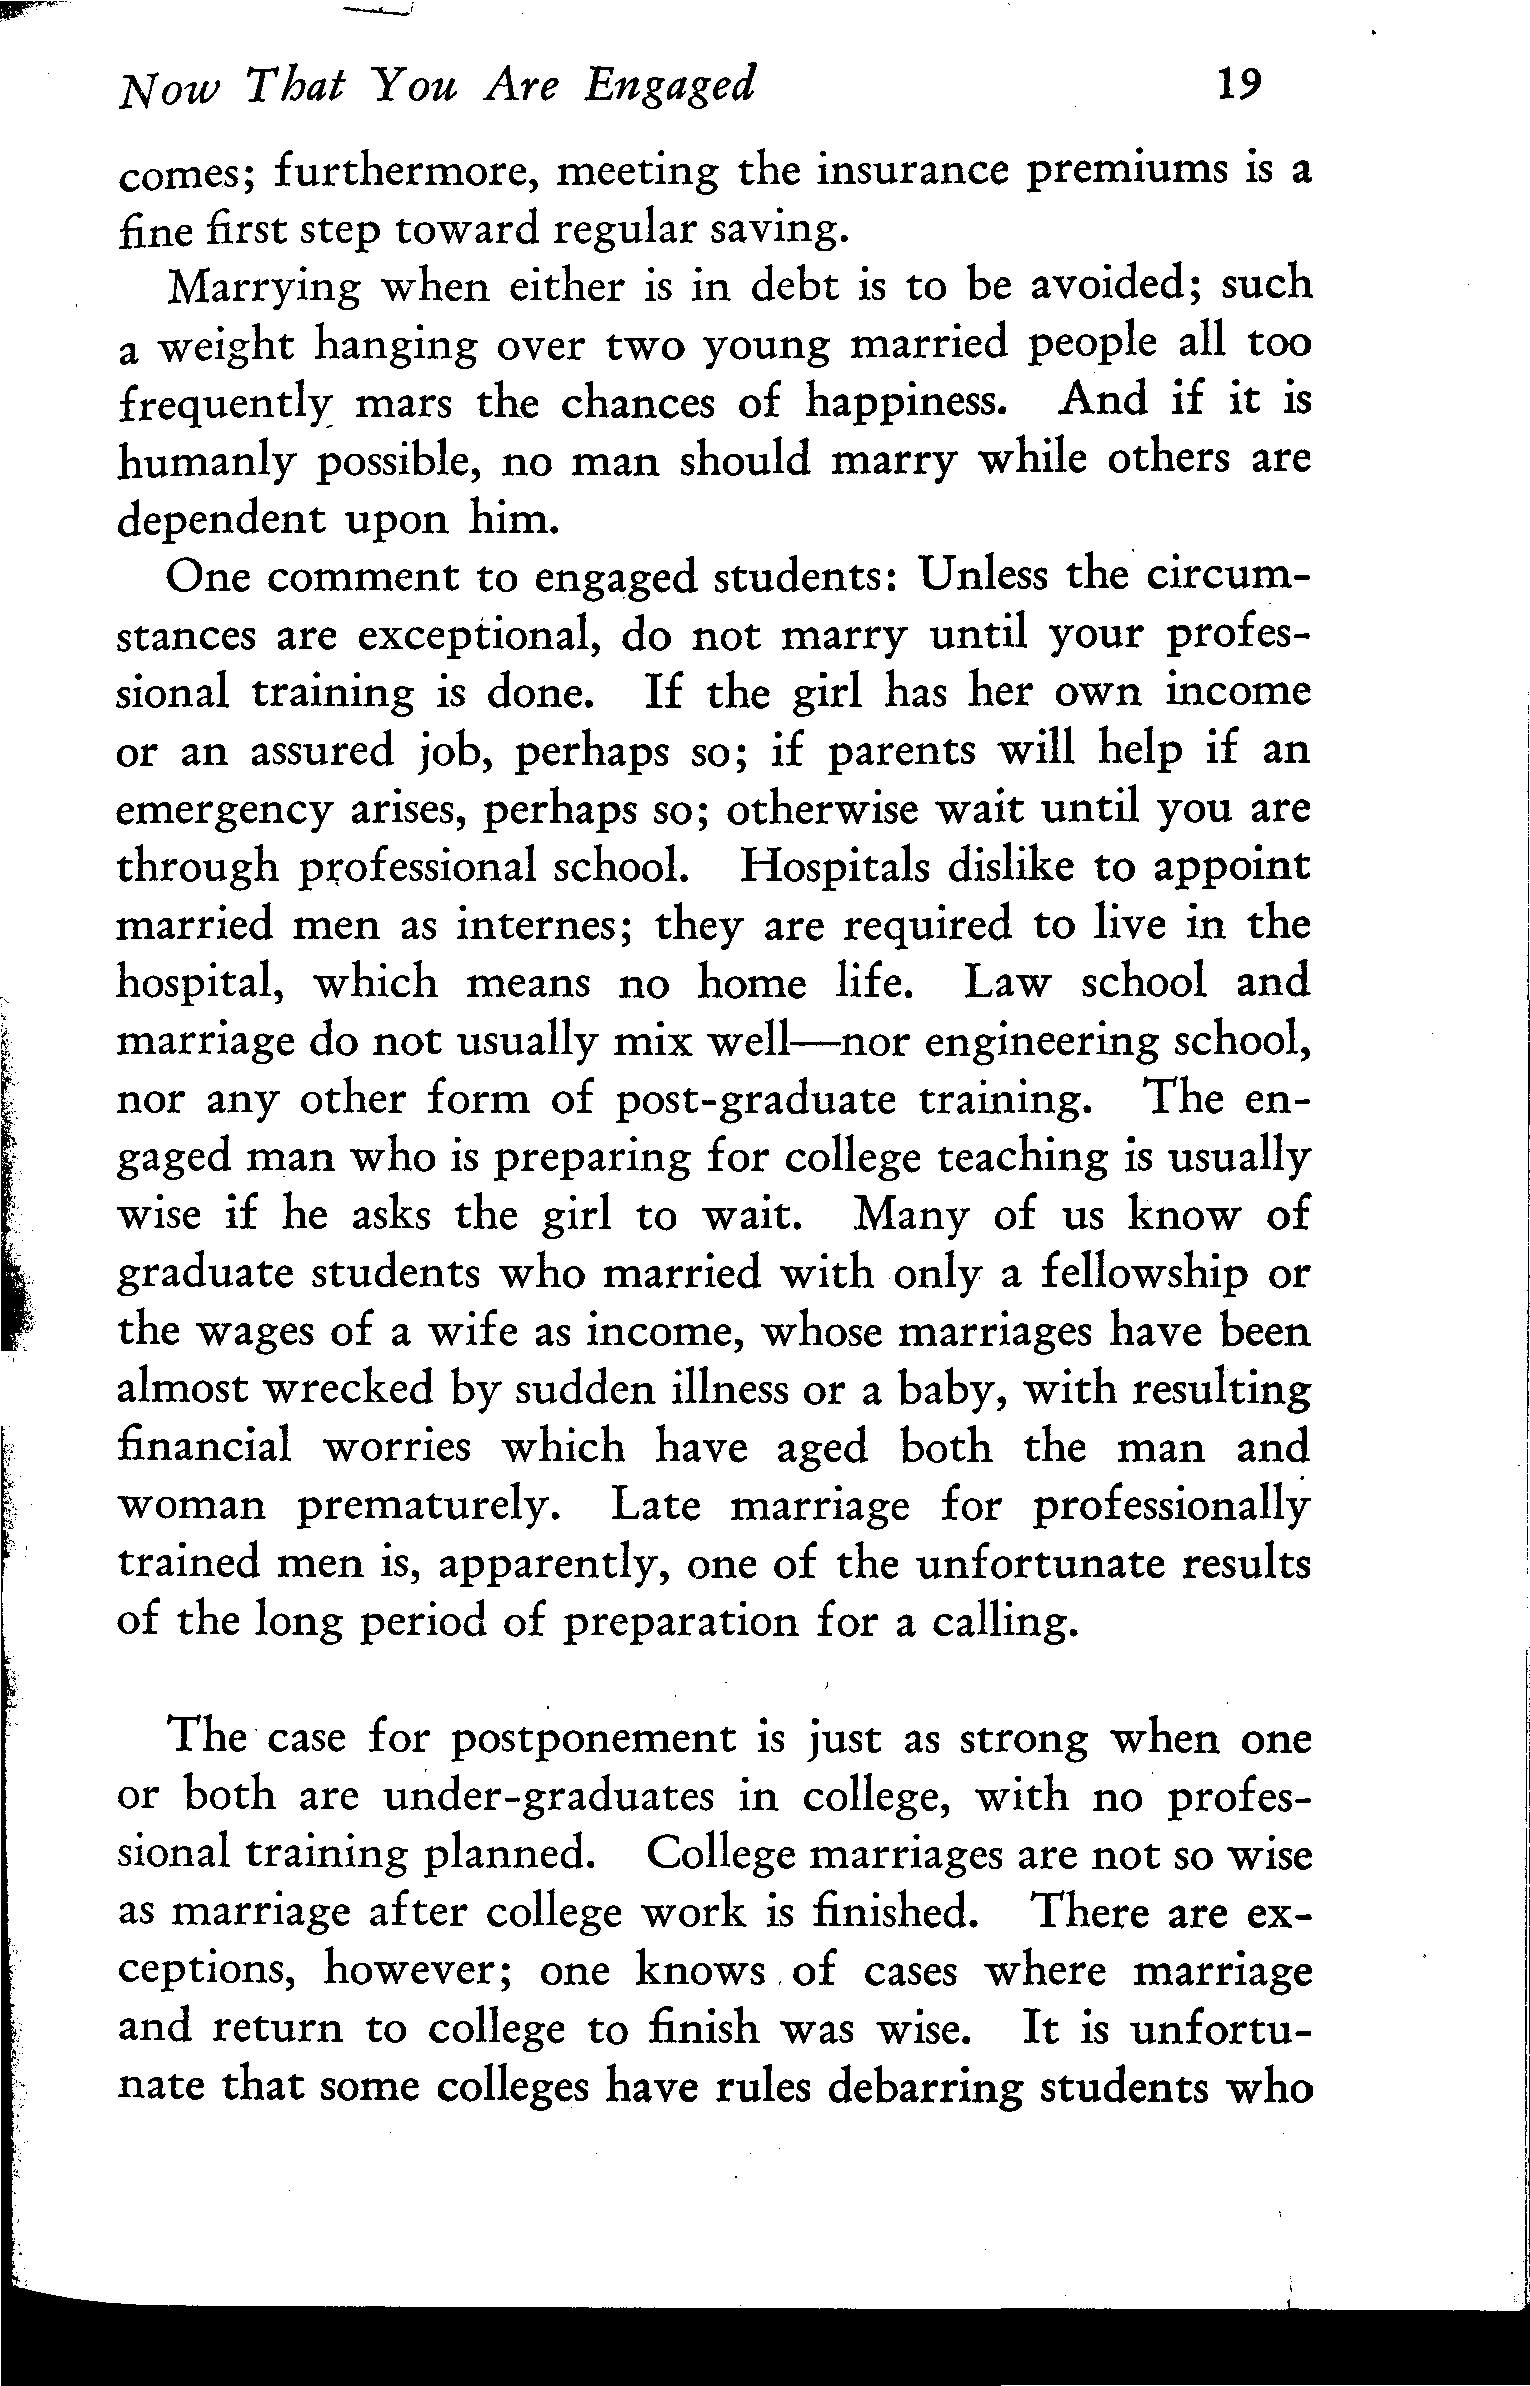 Now That You Are Engaged 19
comes; furthermore, meeting the insurance premiums is a
fine first step toward regular saving.
Marrying when either is in debt is to be avoided; such
a weight hanging over two young married people all too
frequently mars the chances of happiness. And if it is
humanly possible, no man should marry while others are
dependent upon him.
One comment to engaged students: Unless the circum-
stances are exceptional, do not marry until your profes-
sional training is done. If the girl has her own income
or an assured job, perhaps so; if parents will help if an
emergency arises, perhaps so; otherwise wait until you are
through professional school. Hospitals dislike to appoint
married men as internes; they are required to live in the
hospital, which means no home life. Law school and
marriage do not usually mix well—nor engineering school,
nor any other form of post-graduate training. The en-
gaged man who is preparing for college teaching is usually
wise if he asks the girl to wait. Many of us know of
graduate students who married with only a fellowship or
the wages of a wife as income, whose marriages have been
almost wrecked by sudden illness or a baby, with resulting
financial worries which have aged both the man and
woman prematurely. Late marriage for professionally
trained men is, apparently, one of the unfortunate results
of the long period of preparation for a calling.
The case for postponement is just as strong when one
or both are under-graduates in college, with no profes-
sional training planned. College marriages are not so wise
as marriage after college work is finished. There are ex-
ceptions, however; one knows of cases where marriage
and return to college to finish was wise. It is unfortu-
nate that some colleges have rules debarring students who